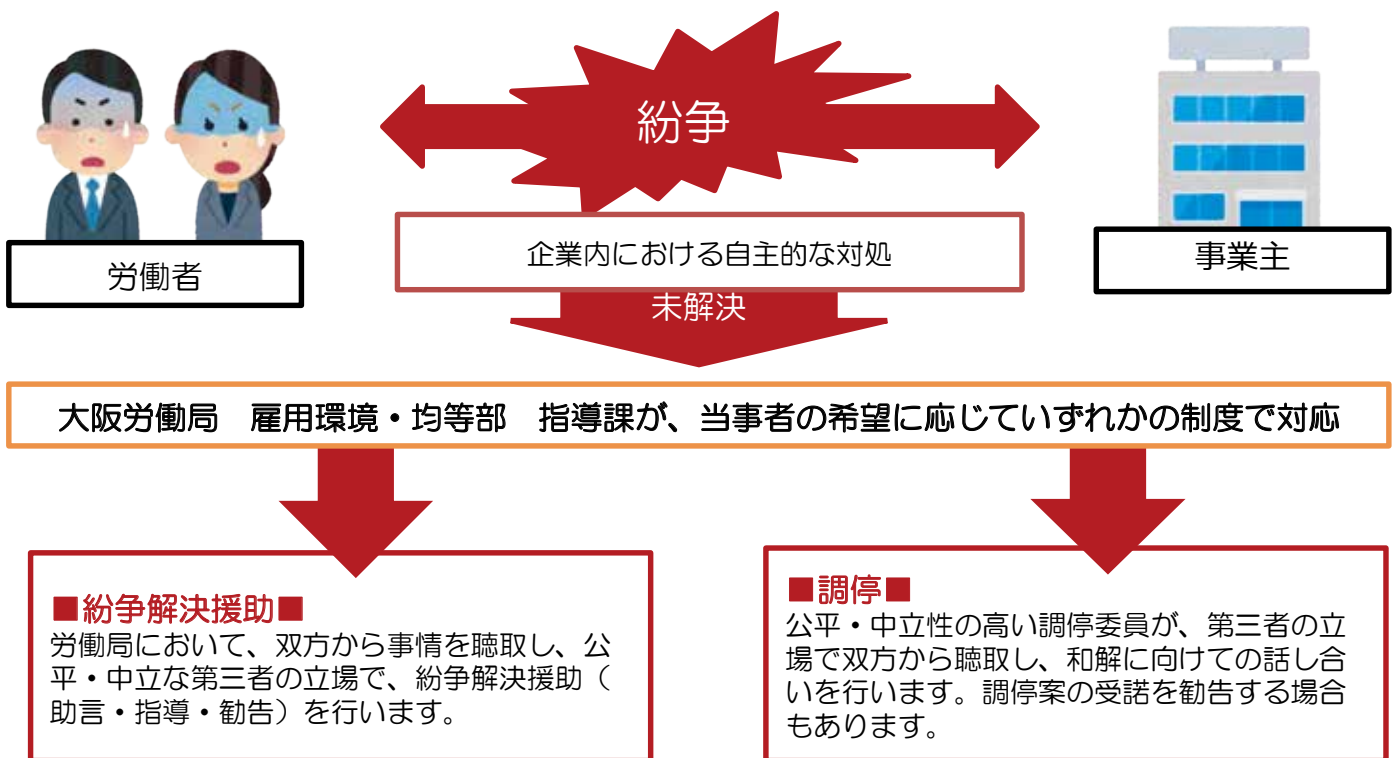 紛争
労働者
企業内における自主的な対処
事業主
未解決
大阪労働局　雇用環境・均等部　指導課が、当事者の希望に応じていずれかの制度で対応
■紛争解決援助■
労働局において、双方から事情を聴取し、公
平・中立な第三者の立場で、紛争解決援助（
助言・指導・勧告）を行います。
■調停■
公平・中立性の高い調停委員が、第三者の立
場で双方から聴取し、和解に向けての話し合
いを行います。調停案の受諾を勧告する場合
もあります。